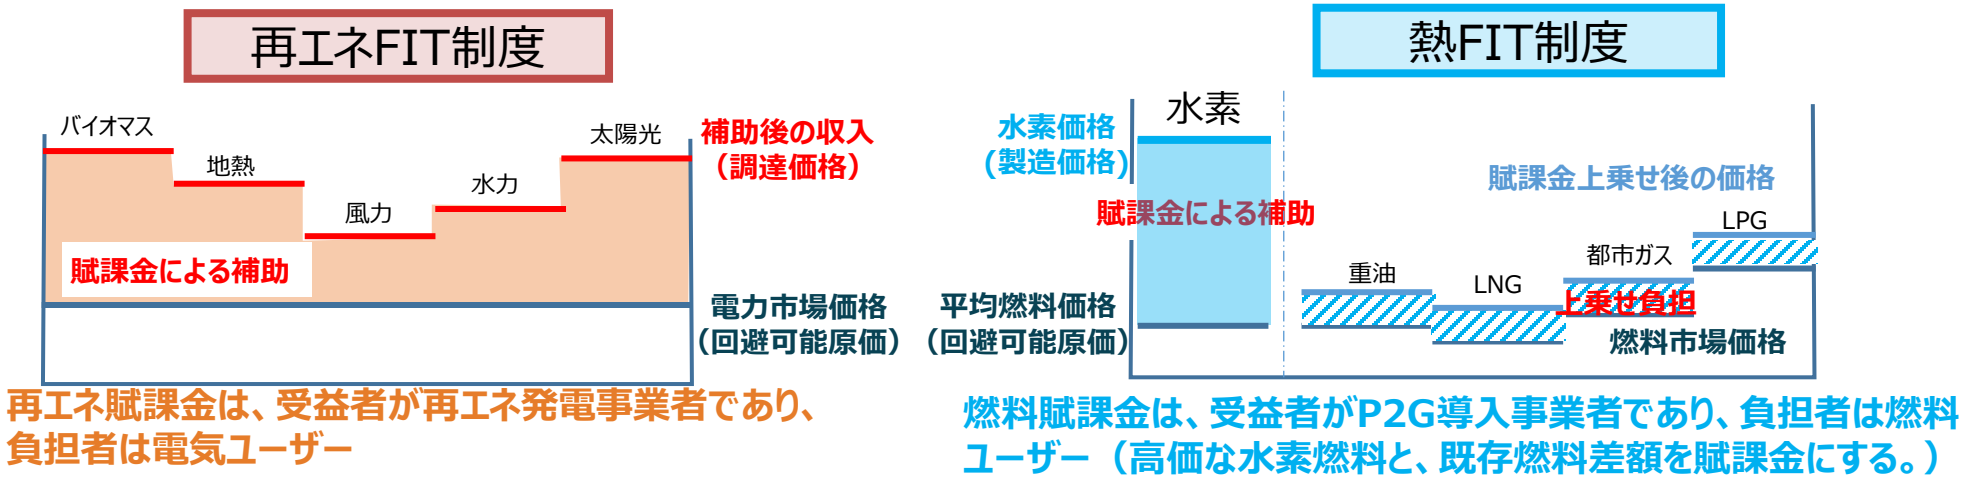 再エネFIT制度
バイオマス
地熱
風力
水力
太陽光
補助後の収入
（調達価格）
賦課金による補助
電力市場価格
（回避可能原価）
再エネ賦課金は、受益者が再エネ発電事業者であり、
負担者は電気ユーザー
熱FIT制度
水素価格
(製造価格)
水素
賦課金による補助
平均燃料価格
（回避可能原価）
賦課金上乗せ後の価格
重油
LNG
都市ガス
LPG
上乗せ負担
燃料市場価格
燃料賦課金は、受益者がP2G導入事業者であり、負担者は燃料
ユーザー（高価な水素燃料と、既存燃料差額を賦課金にする。）